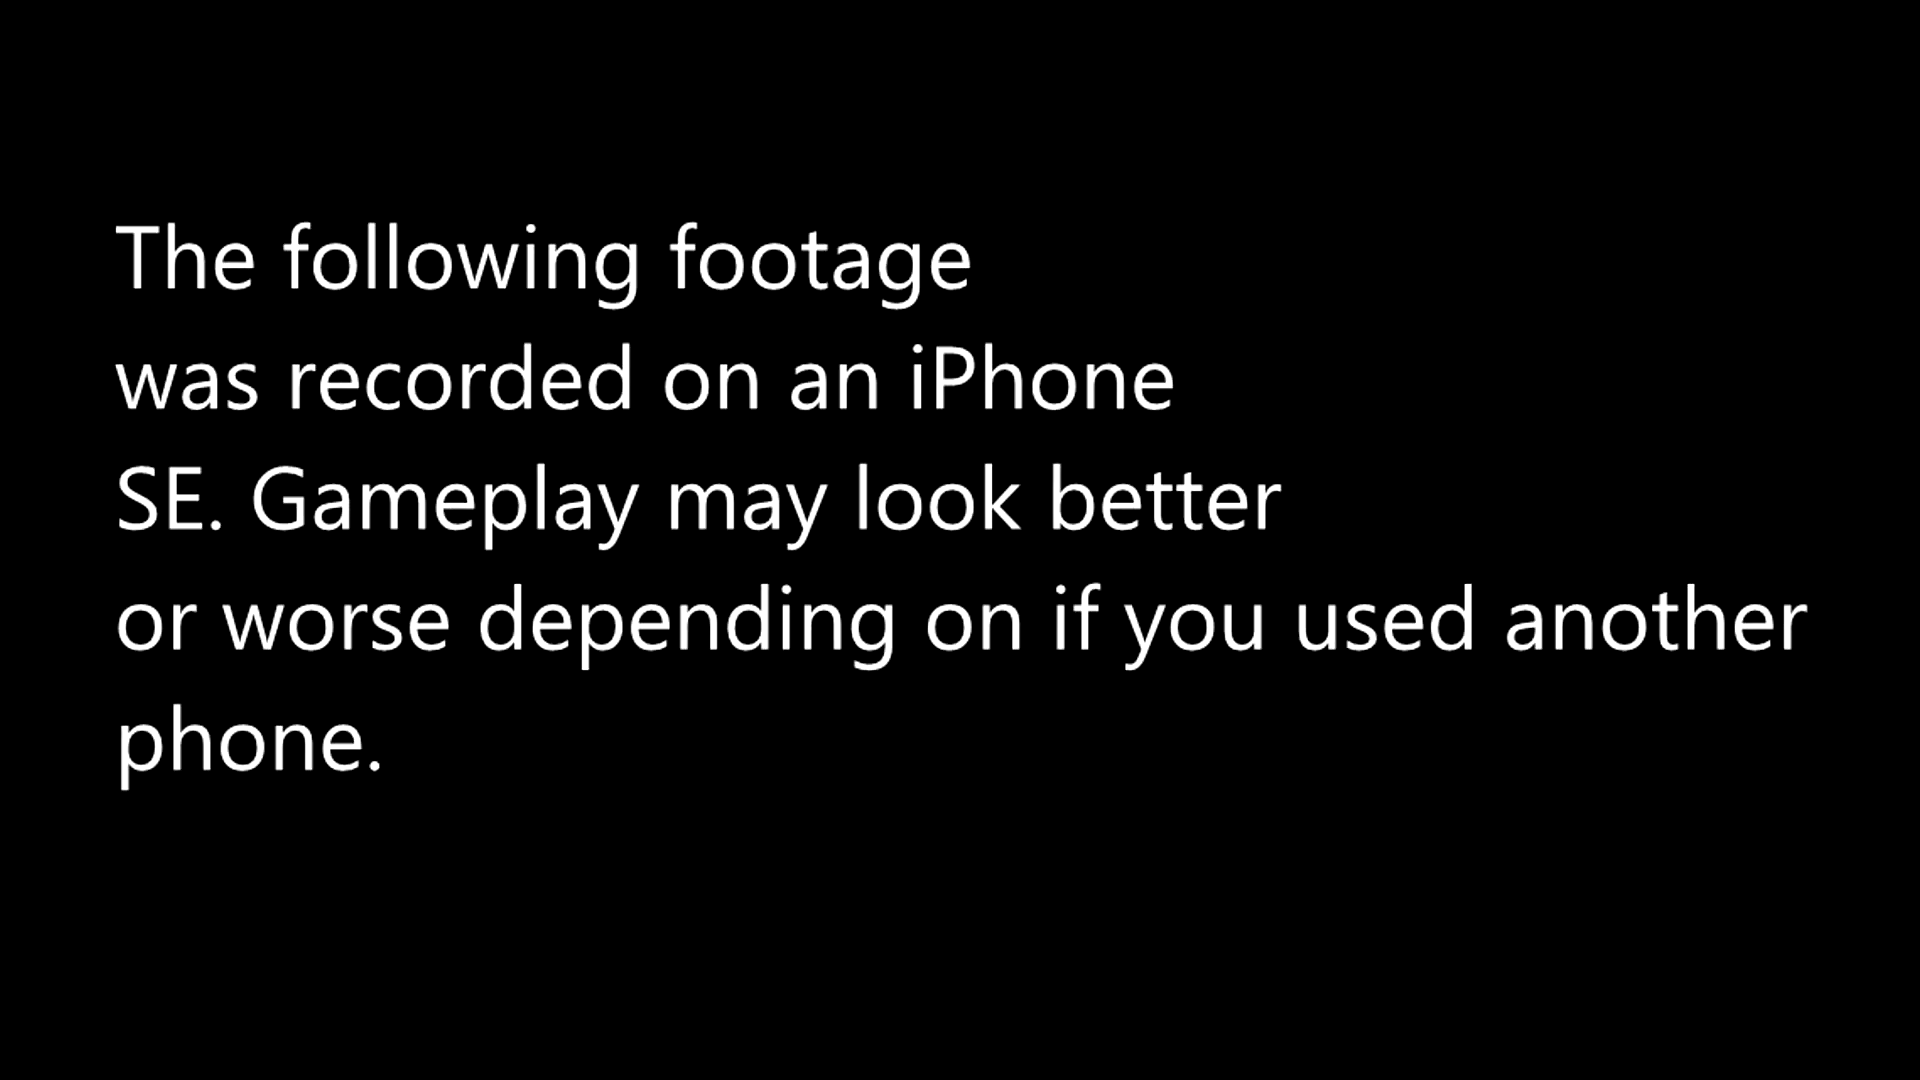 The following footage
was recorded on an iPhone
SE. Gameplay may look better
or worse depending on if you used another
phone.